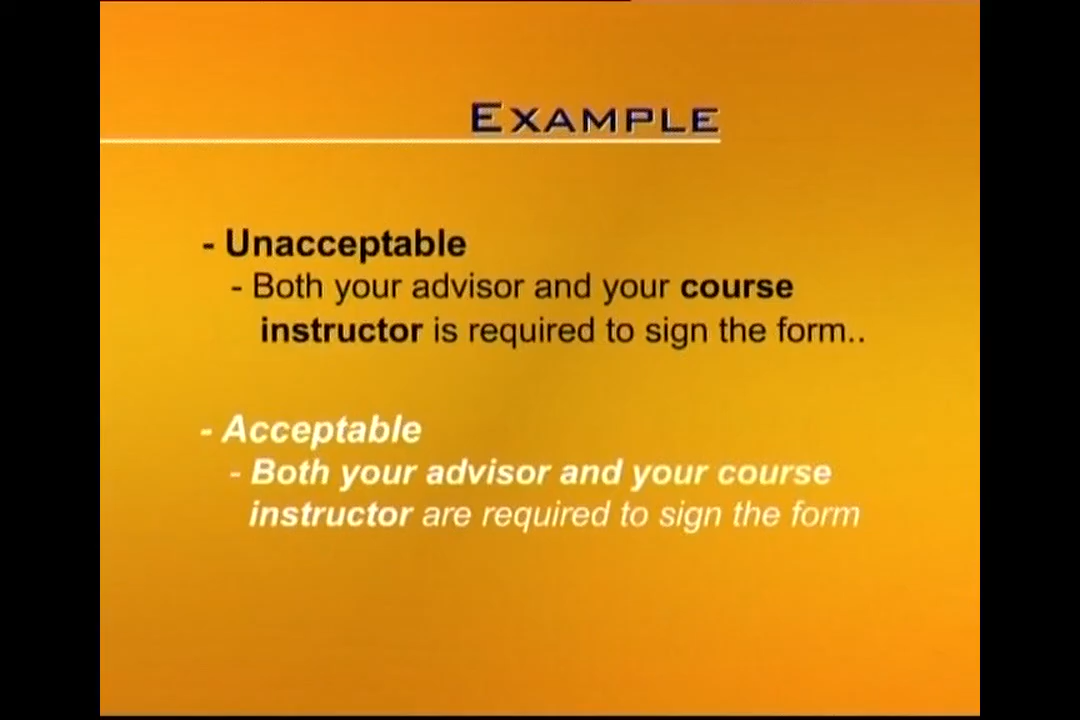 EXAMPLE
- Unacceptable
- Both your advisor and your course
instructor is required to sign the form..
- Acceptable
- Both your advisor and your course
instructor are required to sign the form